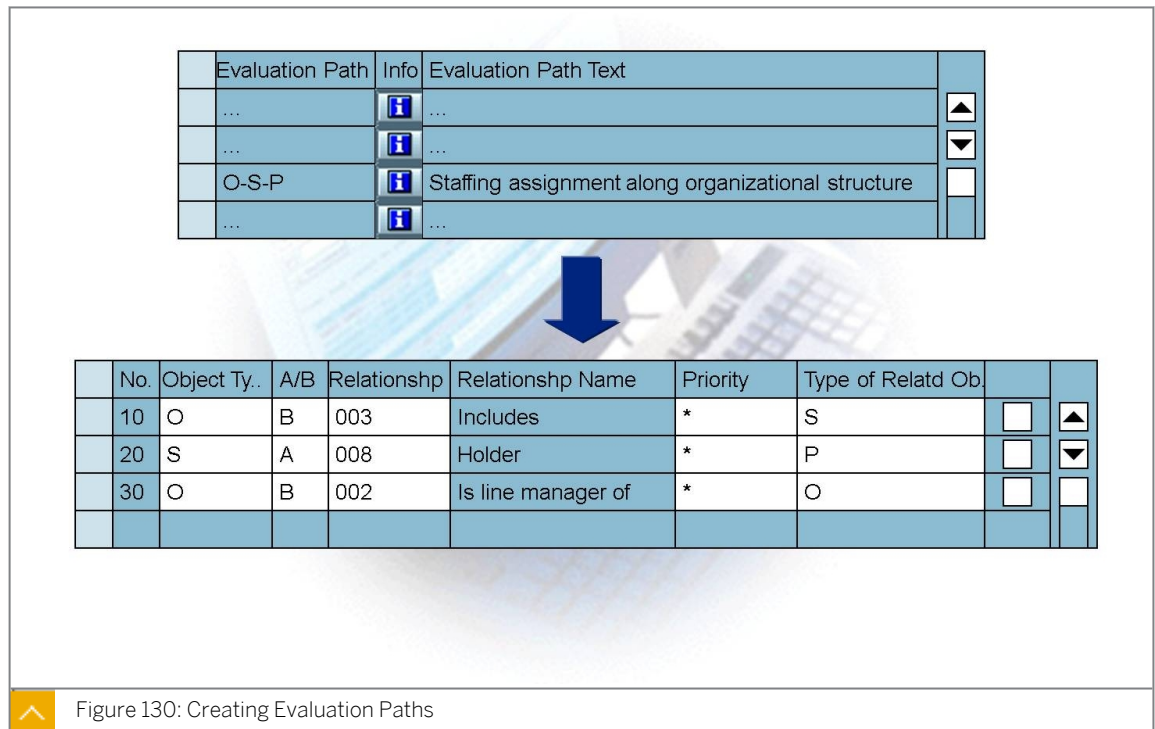 Evaluation Path Info Evaluation Path Text
... ...
... ...
O-S-P Staffing assignment along organizational structure
... ...
No. Object Ty.. A/B Relationshp Relationshp Name Priority Type of Relatd Ob.
10 O B 003 Includes * S
20 S A 008 Holder * P
30 O B 002 Is line manager of * O
Figure 130: Creating Evaluation Paths